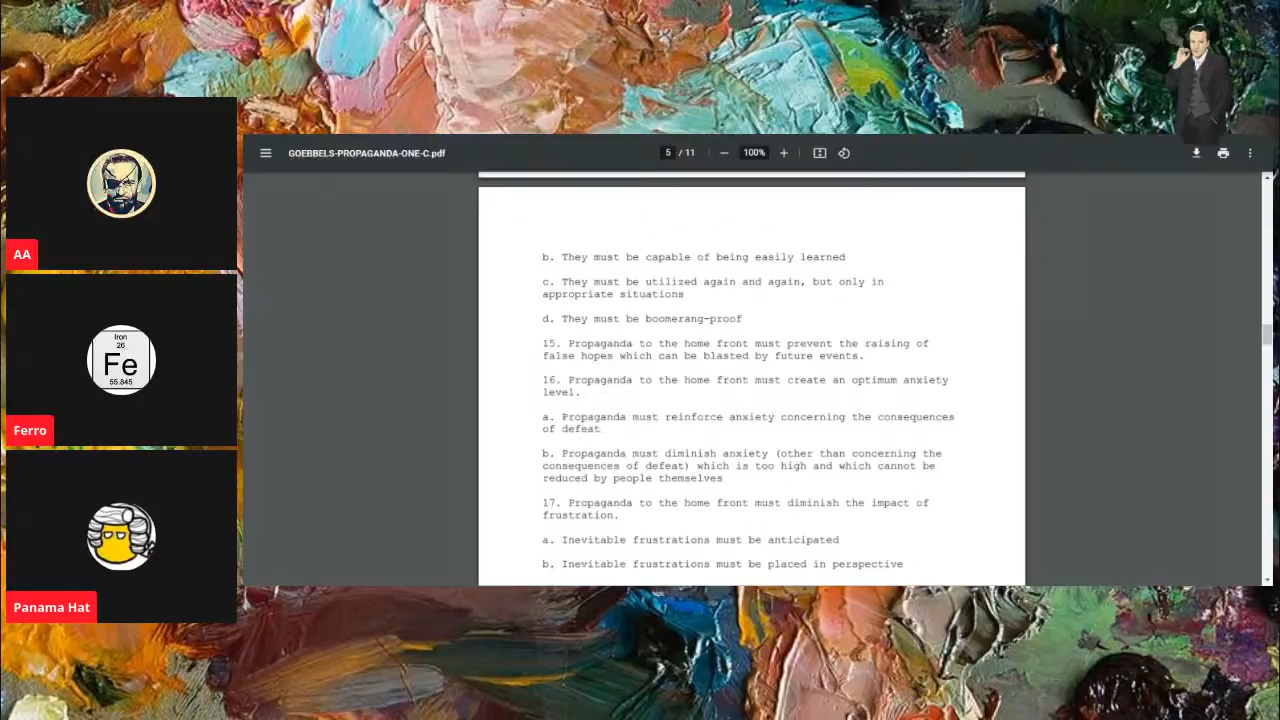 GOEBBELS-PROPAGANDA-ONE-C.pdf
5 / 11
100%
AA
Iron
26
Fe
55.845
Ferro
Panama Hat
b. They must be capable of being easily learned
c. They must be utilized again and again, but only in
appropriate situations
d. They must be boomerang-proof
15. Propaganda to the home front must prevent the raising of
false hopes which can be blasted by future events.
16. Propaganda to the home front must create an optimum anxiety
level.
a. Propaganda must reinforce anxiety concerning the consequences
of defeat
b. Propaganda must diminish anxiety (other than concerning the
consequences of defeat) which is too high and which cannot be
reduced by people themselves
17. Propaganda to the home front must diminish the impact of
frustration.
a. Inevitable frustrations must be anticipated
b. Inevitable frustrations must be placed in perspective